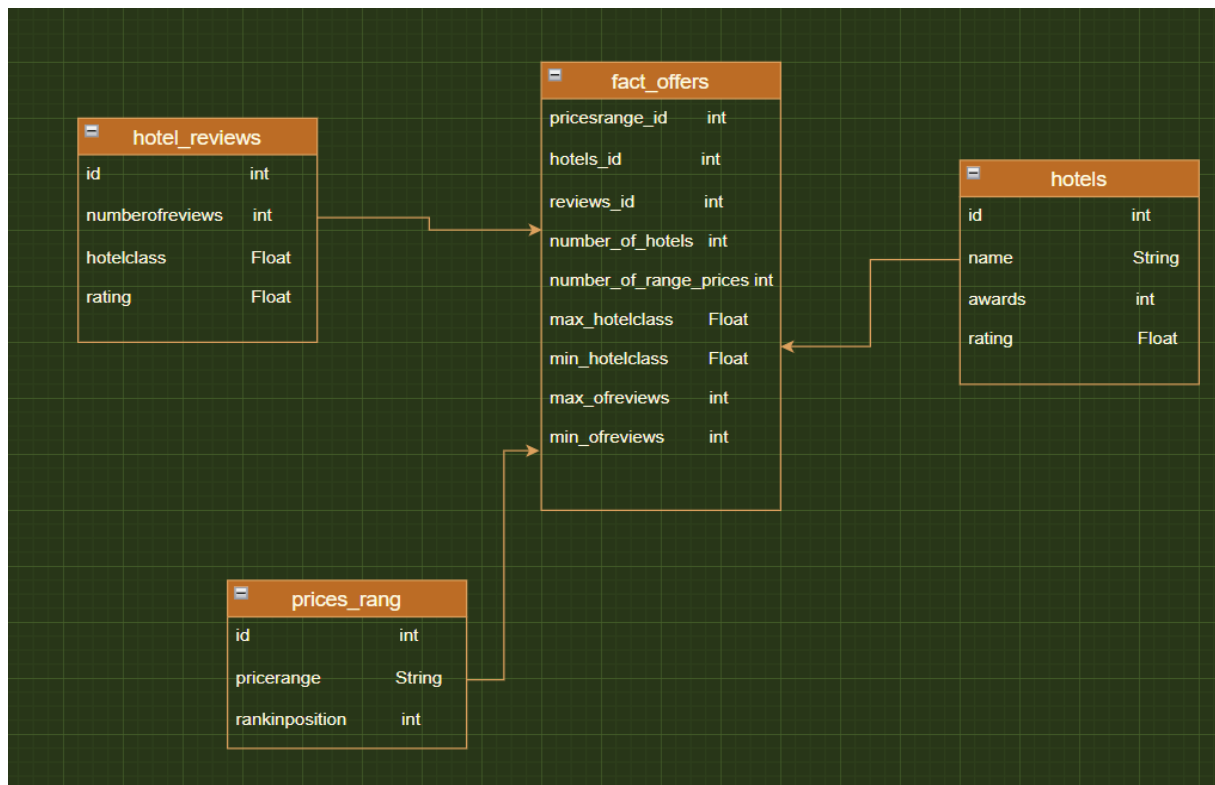 hotel_reviews
id int
numberofreviews int
hotelclass Float
rating Float
fact_offers
pricesrange_id int
hotels_id int
reviews_id int
number_of_hotels int
number_of_range_prices int
max_hotelclass Float
min_hotelclass Float
max_ofreviews int
min_ofreviews int
hotels
id int
name String
awards int
rating Float
prices_rang
id int
pricerange String
rankinposition int